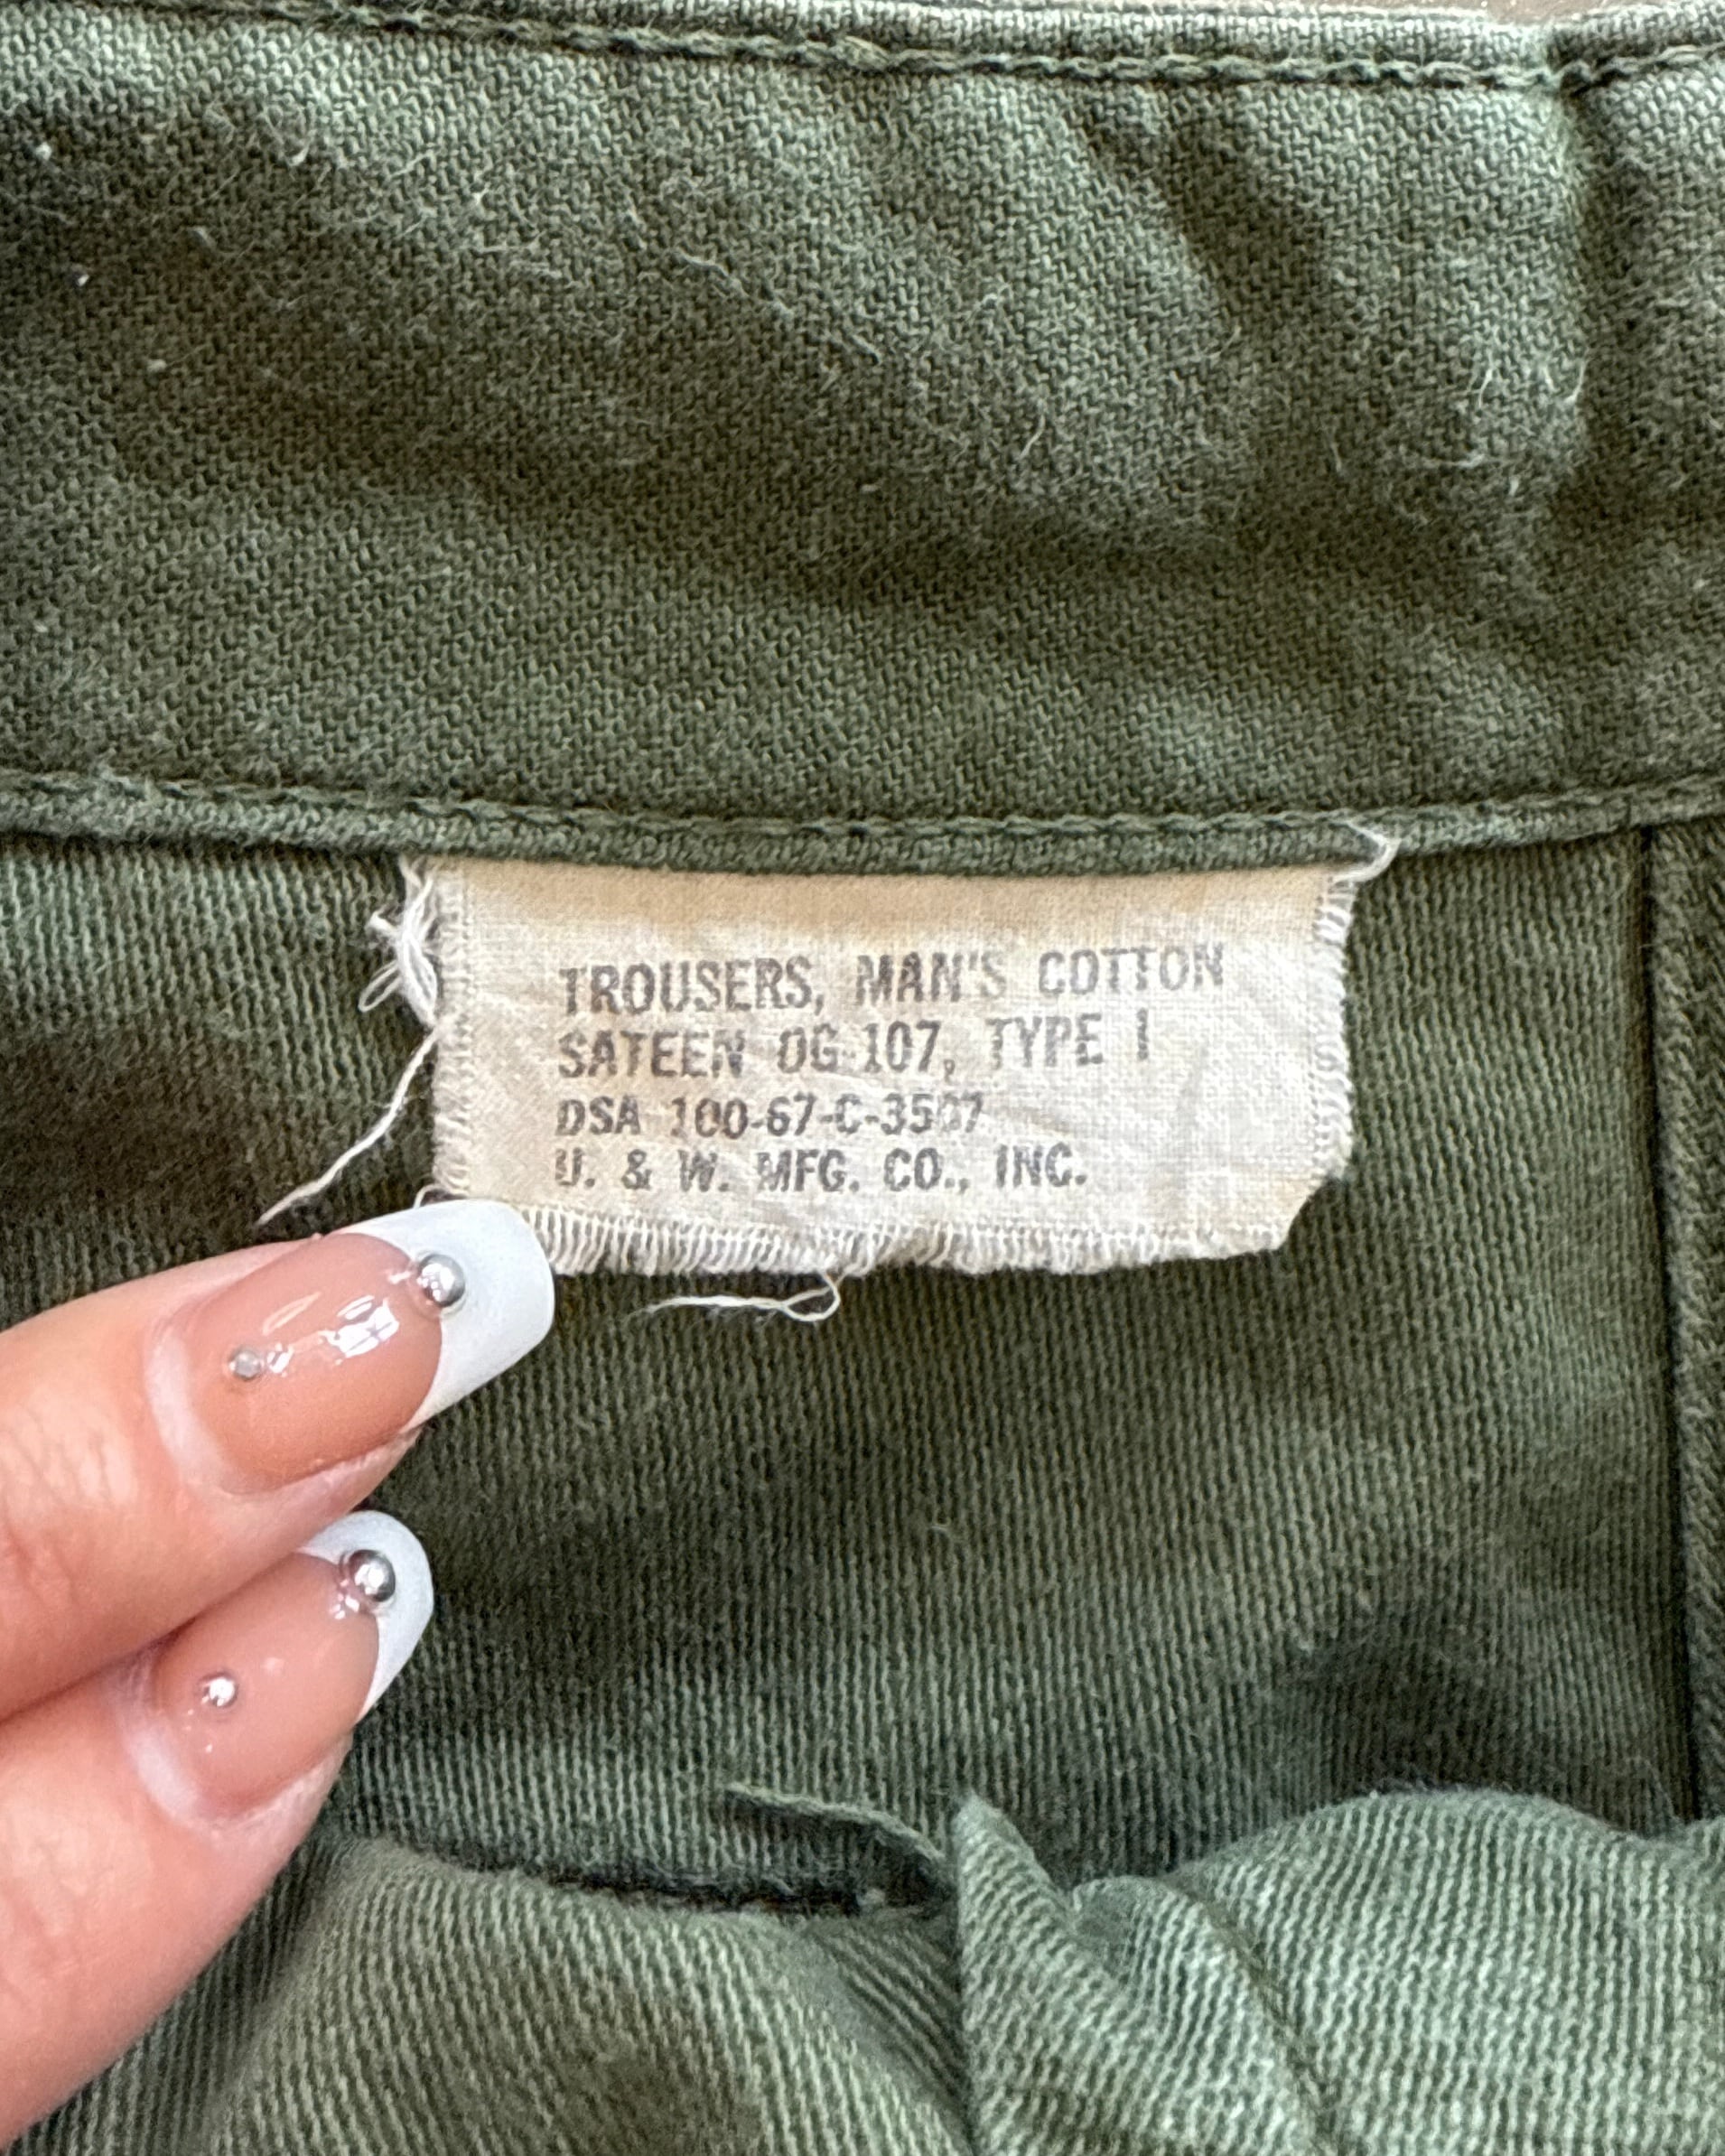 TROUSERS, MAN'S COTTON
SATEEN OG-107, TYPE I
DSA 100-67-C-3507
U. & W. MFG. CO., INC.